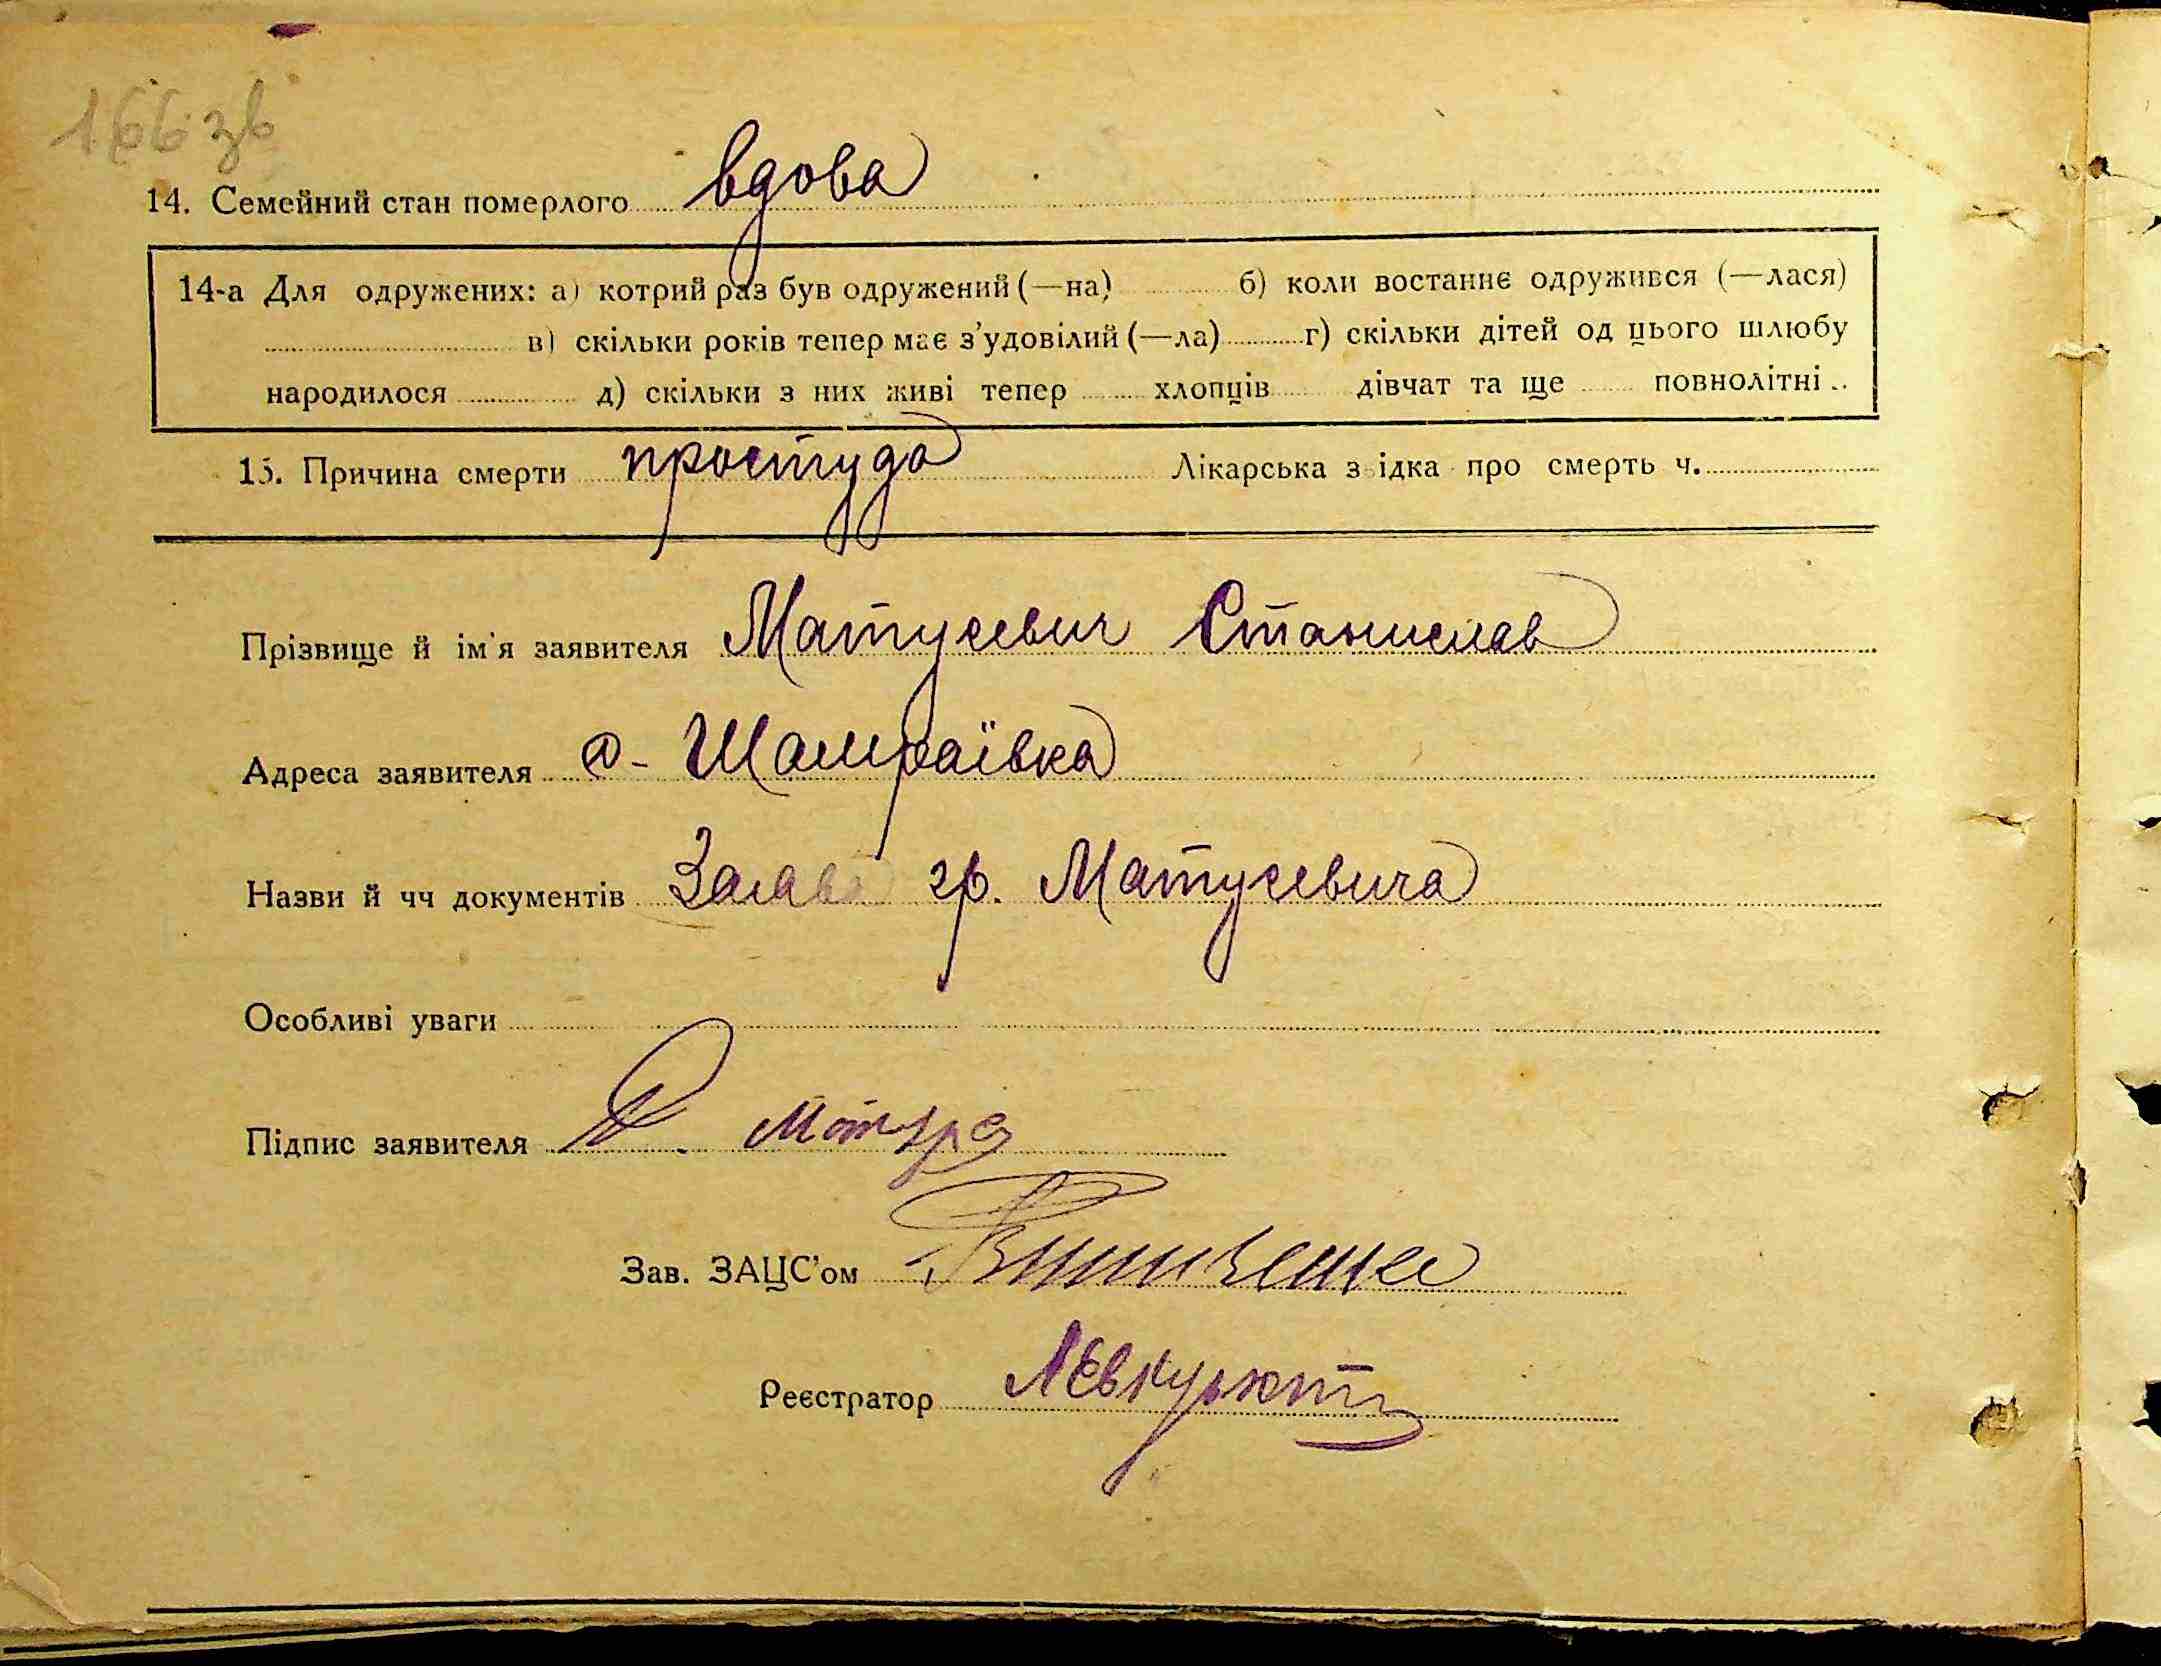 166 зв
14. Семейний стан померлого вдова
14-а Для одружених: а) котрий раз був одружений (—на) б) коли востаннє одружився (—лася)
в) скільки років тепер має з'удовілий (—ла) г) скільки дітей од цього шлюбу
народилося д) скільки з них живі тепер хлопців дівчат та ще повнолітні
15. Причина смерти простуда Лікарська звідка про смерть ч.
Прізвище й ім'я заявителя Матусевич Станислав
Адреса заявителя с. Шамраївка
Назви й чч документів Заява гр. Матусевича
Особливі уваги
Підпис заявителя
Зав. ЗАЦС'ом
Реєстратор